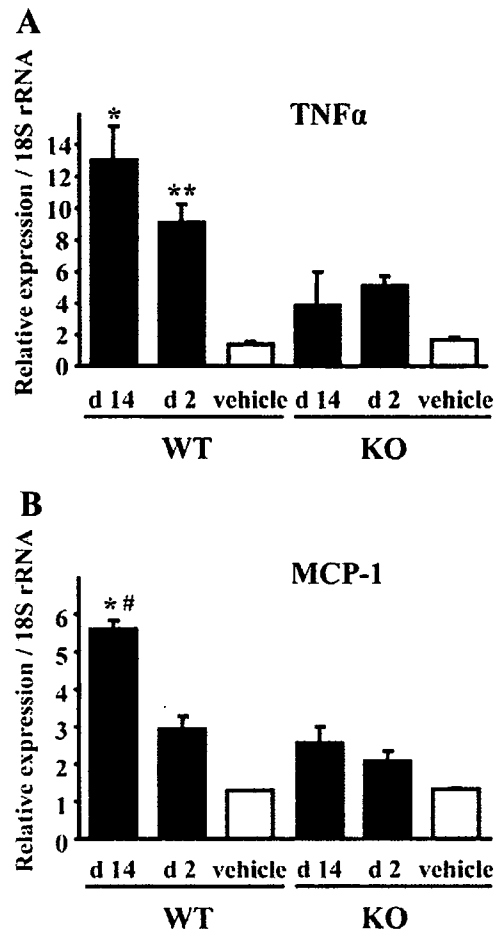 A
TNFα
Relative expression / 18S rRNA
14
12
10
8
6
4
2
0
*
**
d 14 d 2 vehicle d 14 d 2 vehicle
WT KO
B
MCP-1
Relative expression / 18S rRNA
6
5
4
3
2
1
0
* #
d 14 d 2 vehicle d 14 d 2 vehicle
WT KO